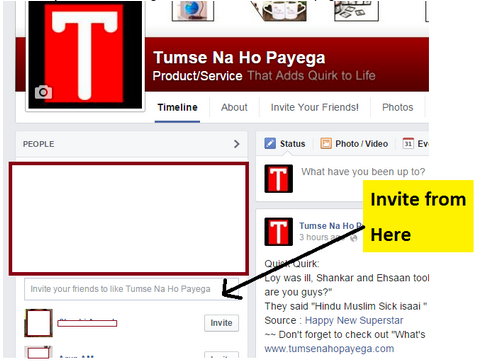 T
Tumse Na Ho Payega
Product/Service That Adds Quirk to Life
Timeline About Invite Your Friends! Photos
PEOPLE
Status Photo / Video 31
What have you been up to?
Invite from
Here
Tumse Na Ho
3 hours
Invite your friends to like Tumse Na Ho Payega
Quick Quirk:
Loy was ill, Shankar and Ehsaan tool
are you guys?"
They said "Hindu Muslim Sick isaai "
Source : Happy New Superstar
~~ Don't forget to check out "What's
www.tumsenahopayega.com
Invite